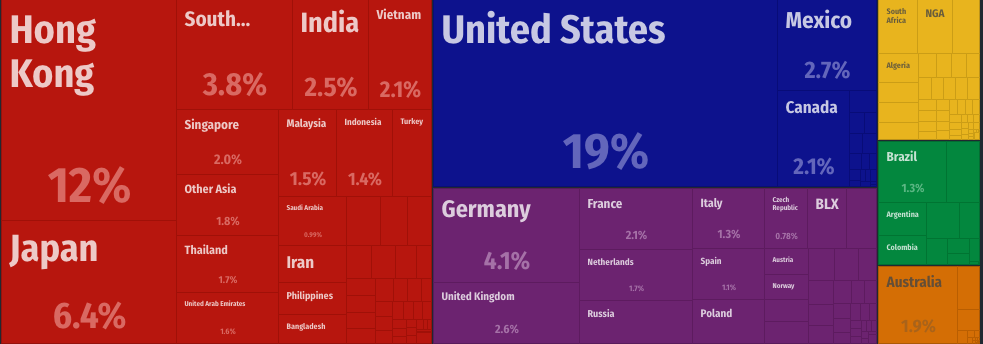 Hong
Kong
12%
Japan
6.4%
South...
3.8%
India
2.5%
Vietnam
2.1%
Singapore
2.0%
Other Asia
1.8%
Thailand
1.7%
United Arab Emirates
1.6%
Malaysia
1.5%
Indonesia
1.4%
Turkey
Saudi Arabia
0.99%
Iran
Philippines
Bangladesh
United States
19%
Mexico
2.7%
Canada
2.1%
Germany
4.1%
United Kingdom
2.6%
France
2.1%
Netherlands
1.7%
Russia
Italy
1.3%
Spain
1.1%
Poland
Czech
Republic
0.78%
BLX
Austria
Norway
South
Africa
NGA
Algeria
Brazil
1.3%
Argentina
Colombia
Australia
1.9%